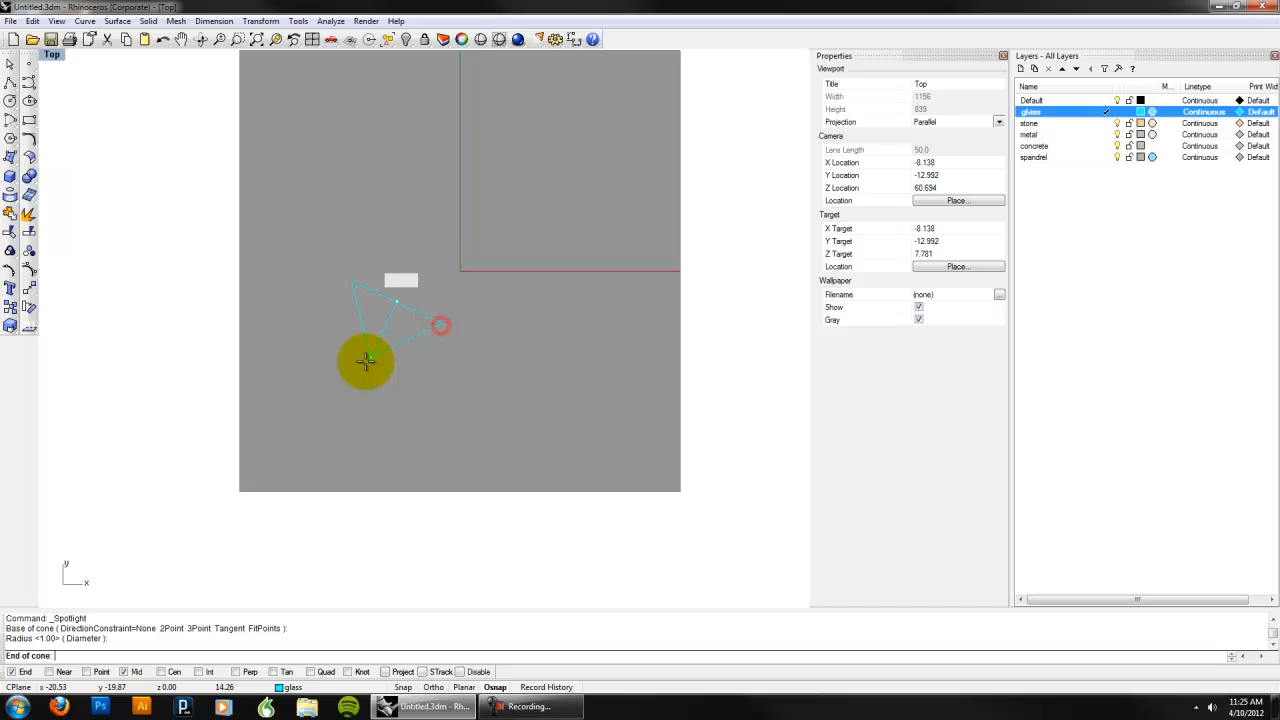 Untitled.3dm - Rhinoceros (Corporate) - [Top]
File Edit View Curve Surface Solid Mesh Dimension Transform Tools Analyze Render Help
Top
Properties
Viewport
Title Top
Width 1156
Height 839
Projection Parallel
Camera
Lens Length 50.0
X Location -8.138
Y Location -12.992
Z Location 60.694
Location Place...
Target
X Target -8.138
Y Target -12.992
Z Target 7.781
Location Place...
Wallpaper
Filename (none) ...
Show
Gray
Layers - All Layers
Name M... Linetype Print Wid
Default Continuous Default
glass Continuous Default
stone Continuous Default
metal Continuous Default
concrete Continuous Default
spandrel Continuous Default
y
x
Command: _Spotlight
Base of cone ( DirectionConstraint=None 2Point 3Point Tangent FitPoints ):
Radius <1.00> ( Diameter ):
End of cone:
End Near Point Mid Cen Int Perp Tan Quad Knot Project STrack Disable
CPlane x -20.53 y -19.87 z 0.00 14.26 glass Snap Ortho Planar Osnap Record History
Ps Ai P Untitled.3dm - Rh... Recording... 11:25 AM
4/10/2012